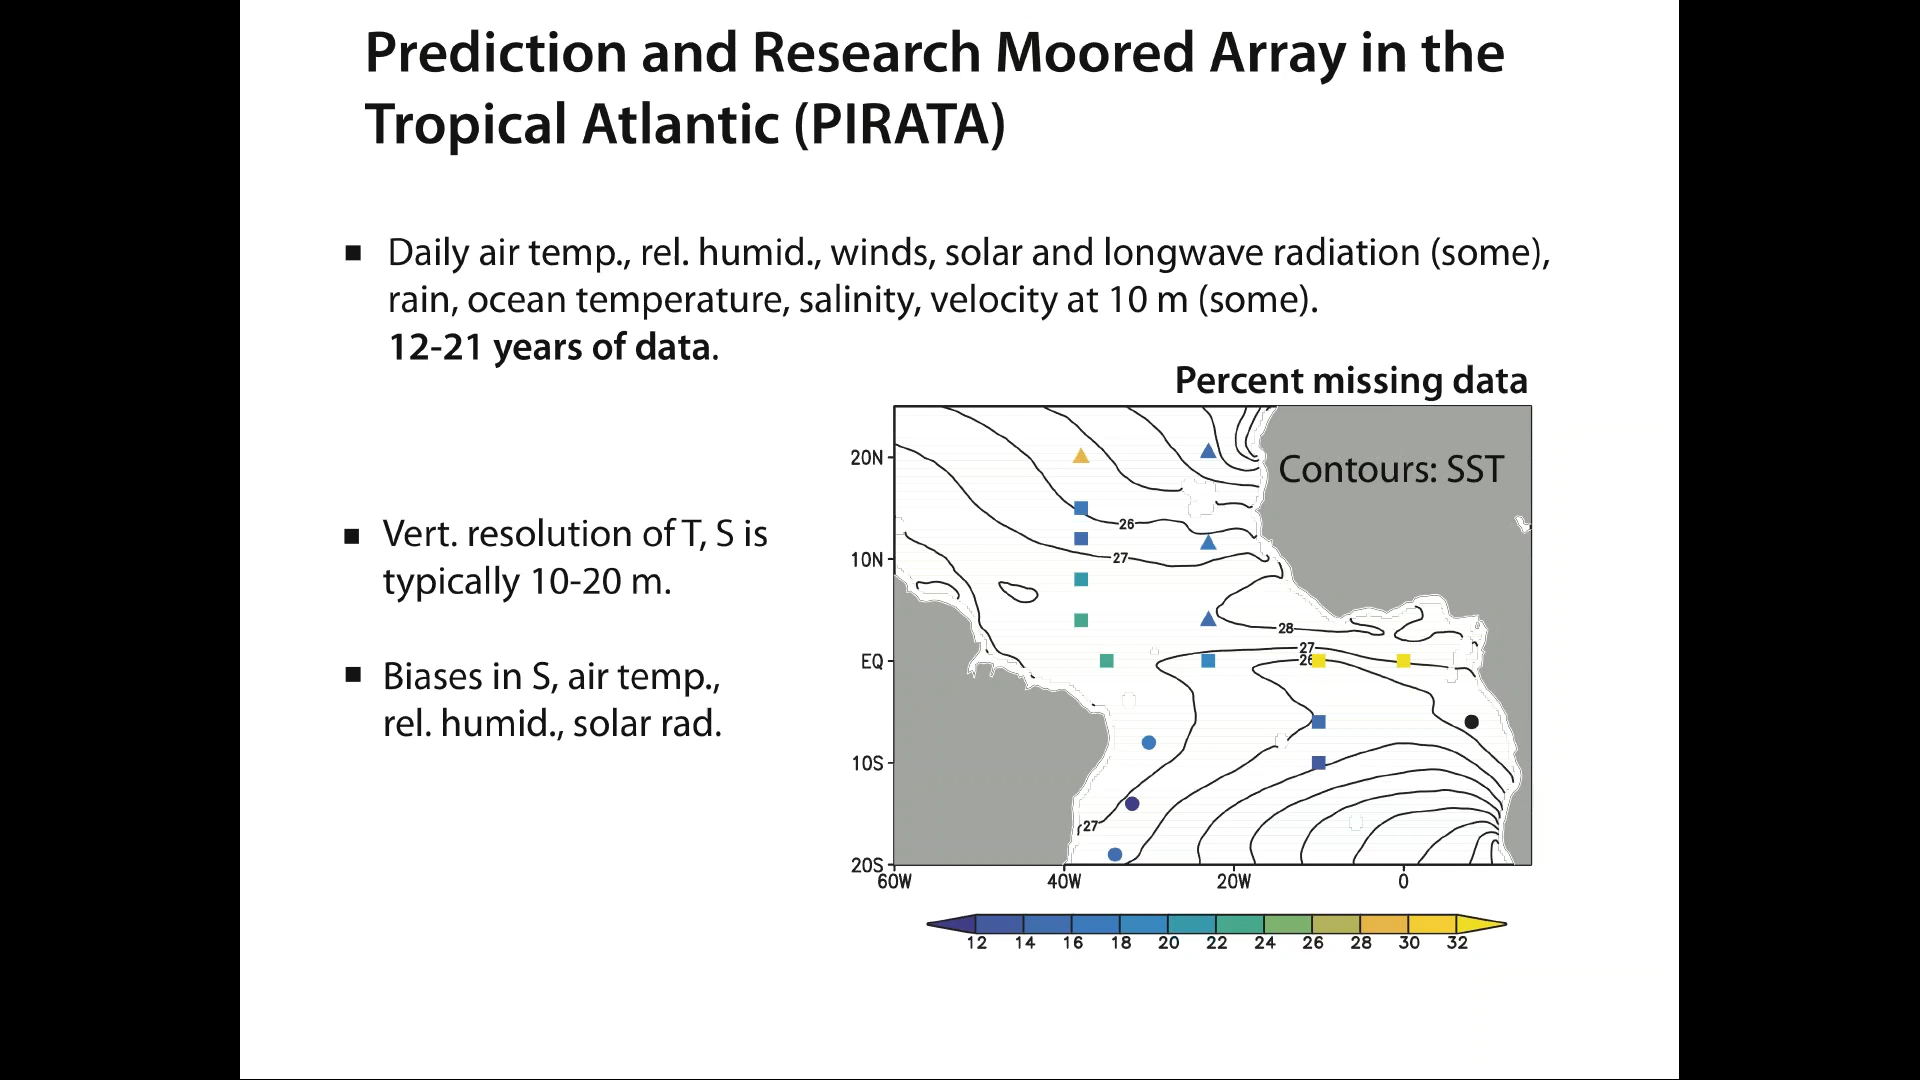 Prediction and Research Moored Array in the
Tropical Atlantic (PIRATA)
Daily air temp., rel. humid., winds, solar and longwave radiation (some),
rain, ocean temperature, salinity, velocity at 10 m (some).
12-21 years of data.
Vert. resolution of T, S is
typically 10-20 m.
Biases in S, air temp.,
rel. humid., solar rad.
Percent missing data
Contours: SST
20N
26
10N
27
28
27
EQ
26
10S
27
20S
60W 40W 20W 0
12 14 16 18 20 22 24 26 28 30 32